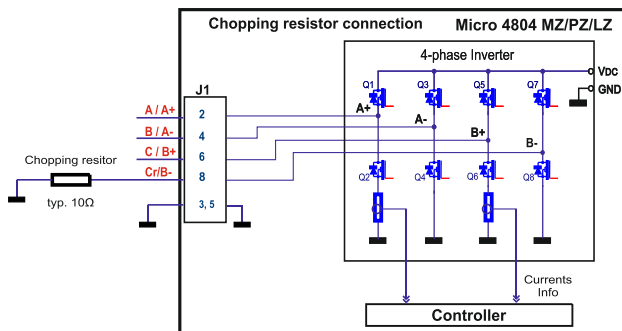 Chopping resistor connection
Micro 4804 MZ/PZ/LZ
4-phase Inverter
J1
Q1
Q3
Q5
Q7
VDC
GND
A / A+
2
A+
B / A-
4
A-
C / B+
6
B+
Cr/B-
8
B-
Chopping resitor
typ. 10Ω
Q2
Q4
Q6
Q8
3, 5
Currents
Info
Controller